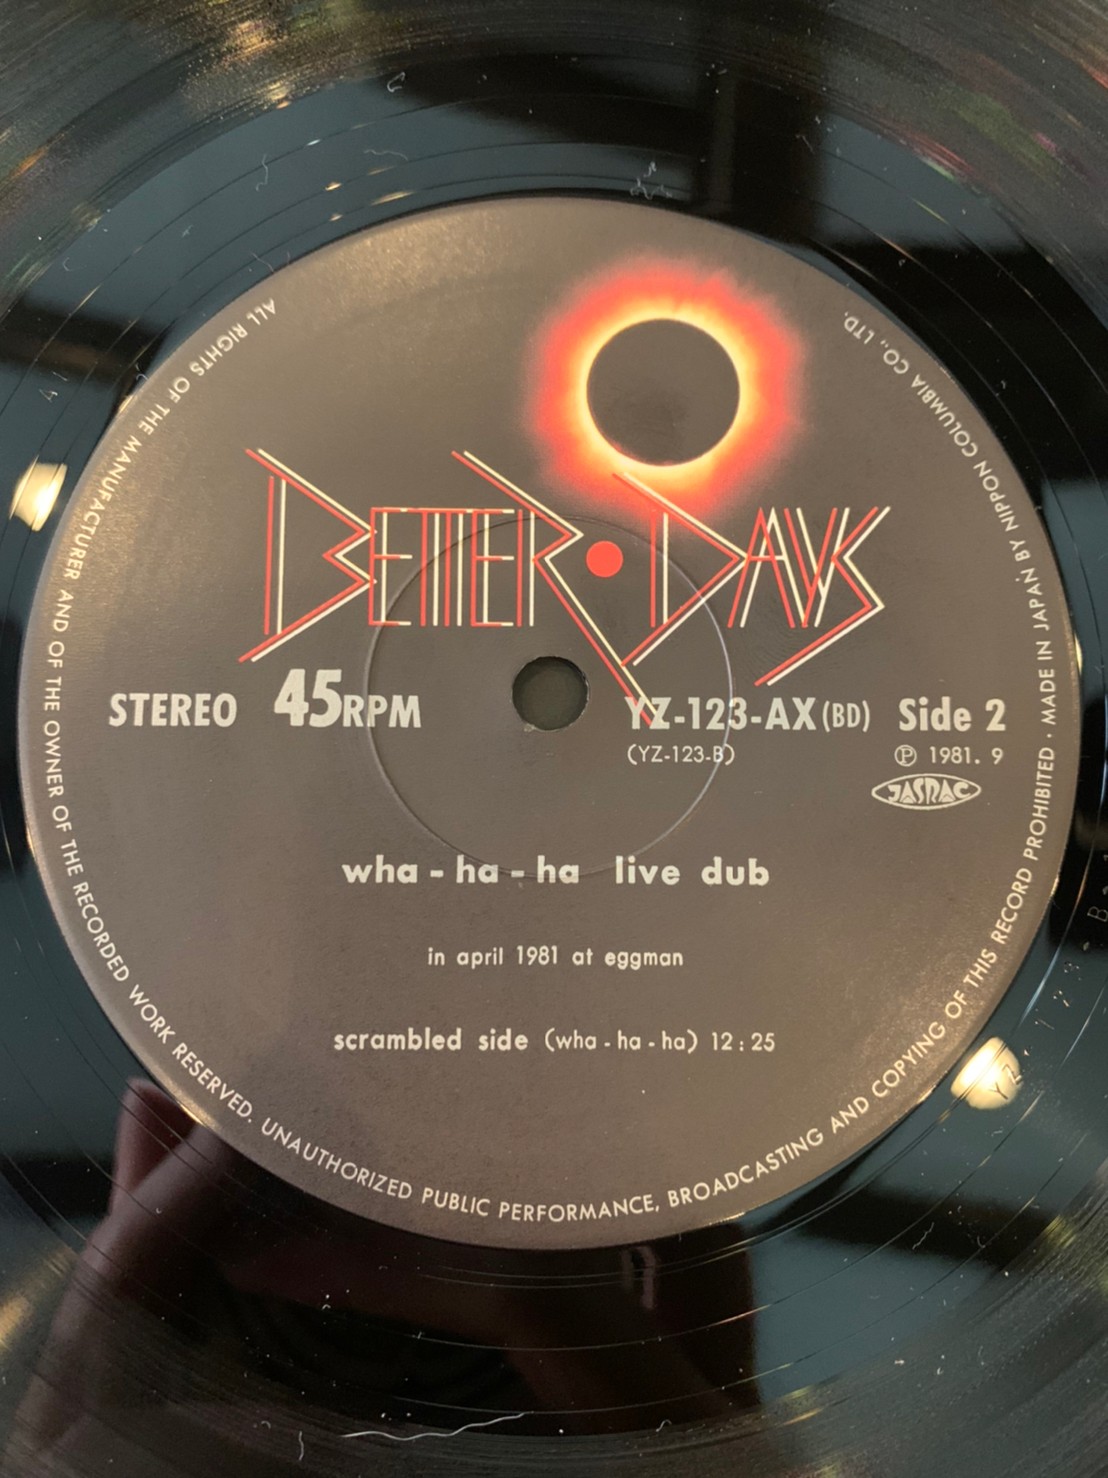 BETTER • DAYS
STEREO 45RPM YZ-123-AX (BD) Side 2
(YZ-123-B) Ⓟ 1981. 9
JASRAC
wha-ha-ha live dub
in april 1981 at eggman
scrambled side (wha-ha-ha) 12:25
ALL RIGHTS OF THE MANUFACTURER AND OF THE OWNER OF THE RECORDED WORK RESERVED. UNAUTHORIZED PUBLIC PERFORMANCE, BROADCASTING AND COPYING OF THIS RECORD PROHIBITED · MADE IN JAPAN BY NIPPON COLUMBIA CO., LTD.